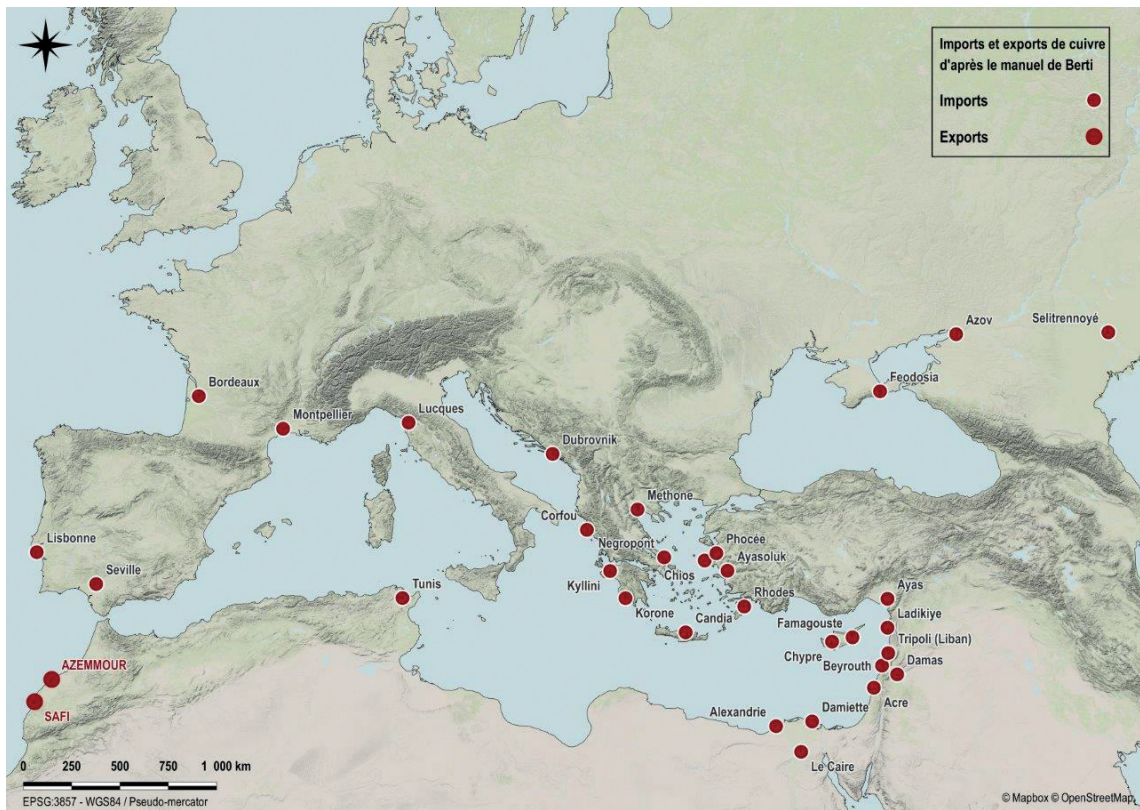 Imports et exports de cuivre
d'après le manuel de Berti
Imports
Exports
Azov
Selitrennoyé
Feodosia
Bordeaux
Montpellier
Lucques
Dubrovnik
Methone
Corfou
Negropont
Phocée
Ayasoluk
Chios
Lisbonne
Seville
Tunis
Kyllini
Korone
Candia
Rhodes
Ayas
Ladikiye
Famagouste
Tripoli (Liban)
Chypre
Beyrouth
Damas
AZEMMOUR
SAFI
Acre
Damiette
Alexandrie
Le Caire
0 250 500 750 1 000 km
EPSG:3857 - WGS84 / Pseudo-mercator
© Mapbox © OpenStreetMap